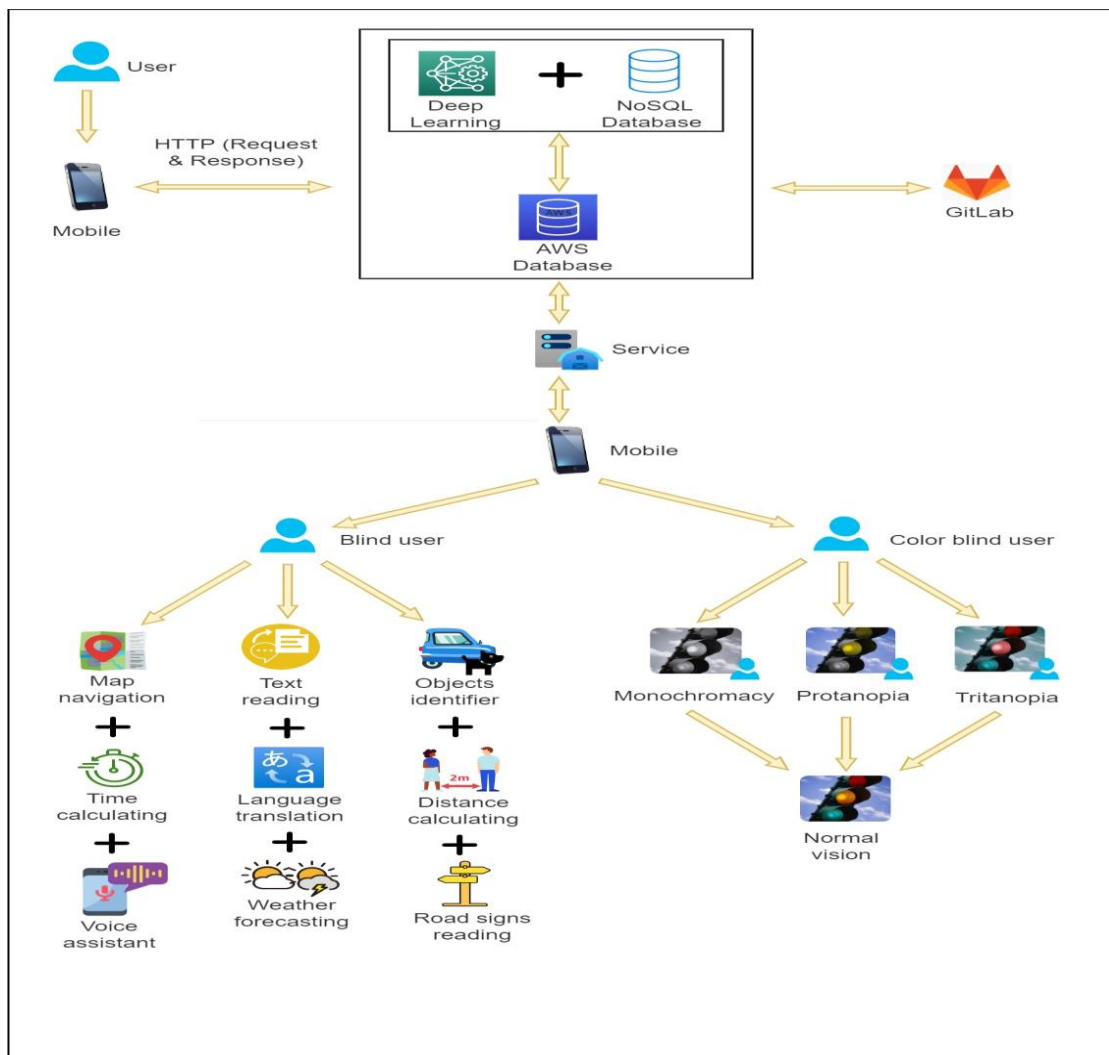 User
Deep
Learning
NoSQL
Database
HTTP (Request
& Response)
Mobile
AWS
AWS
Database
GitLab
Service
Mobile
Blind user
Color blind user
Map
navigation
Text
reading
Objects
identifier
Monochromacy
Protanopia
Tritanopia
あ
a
2m
Time
calculating
Language
translation
Distance
calculating
Normal
vision
Voice
assistant
Weather
forecasting
Road signs
reading